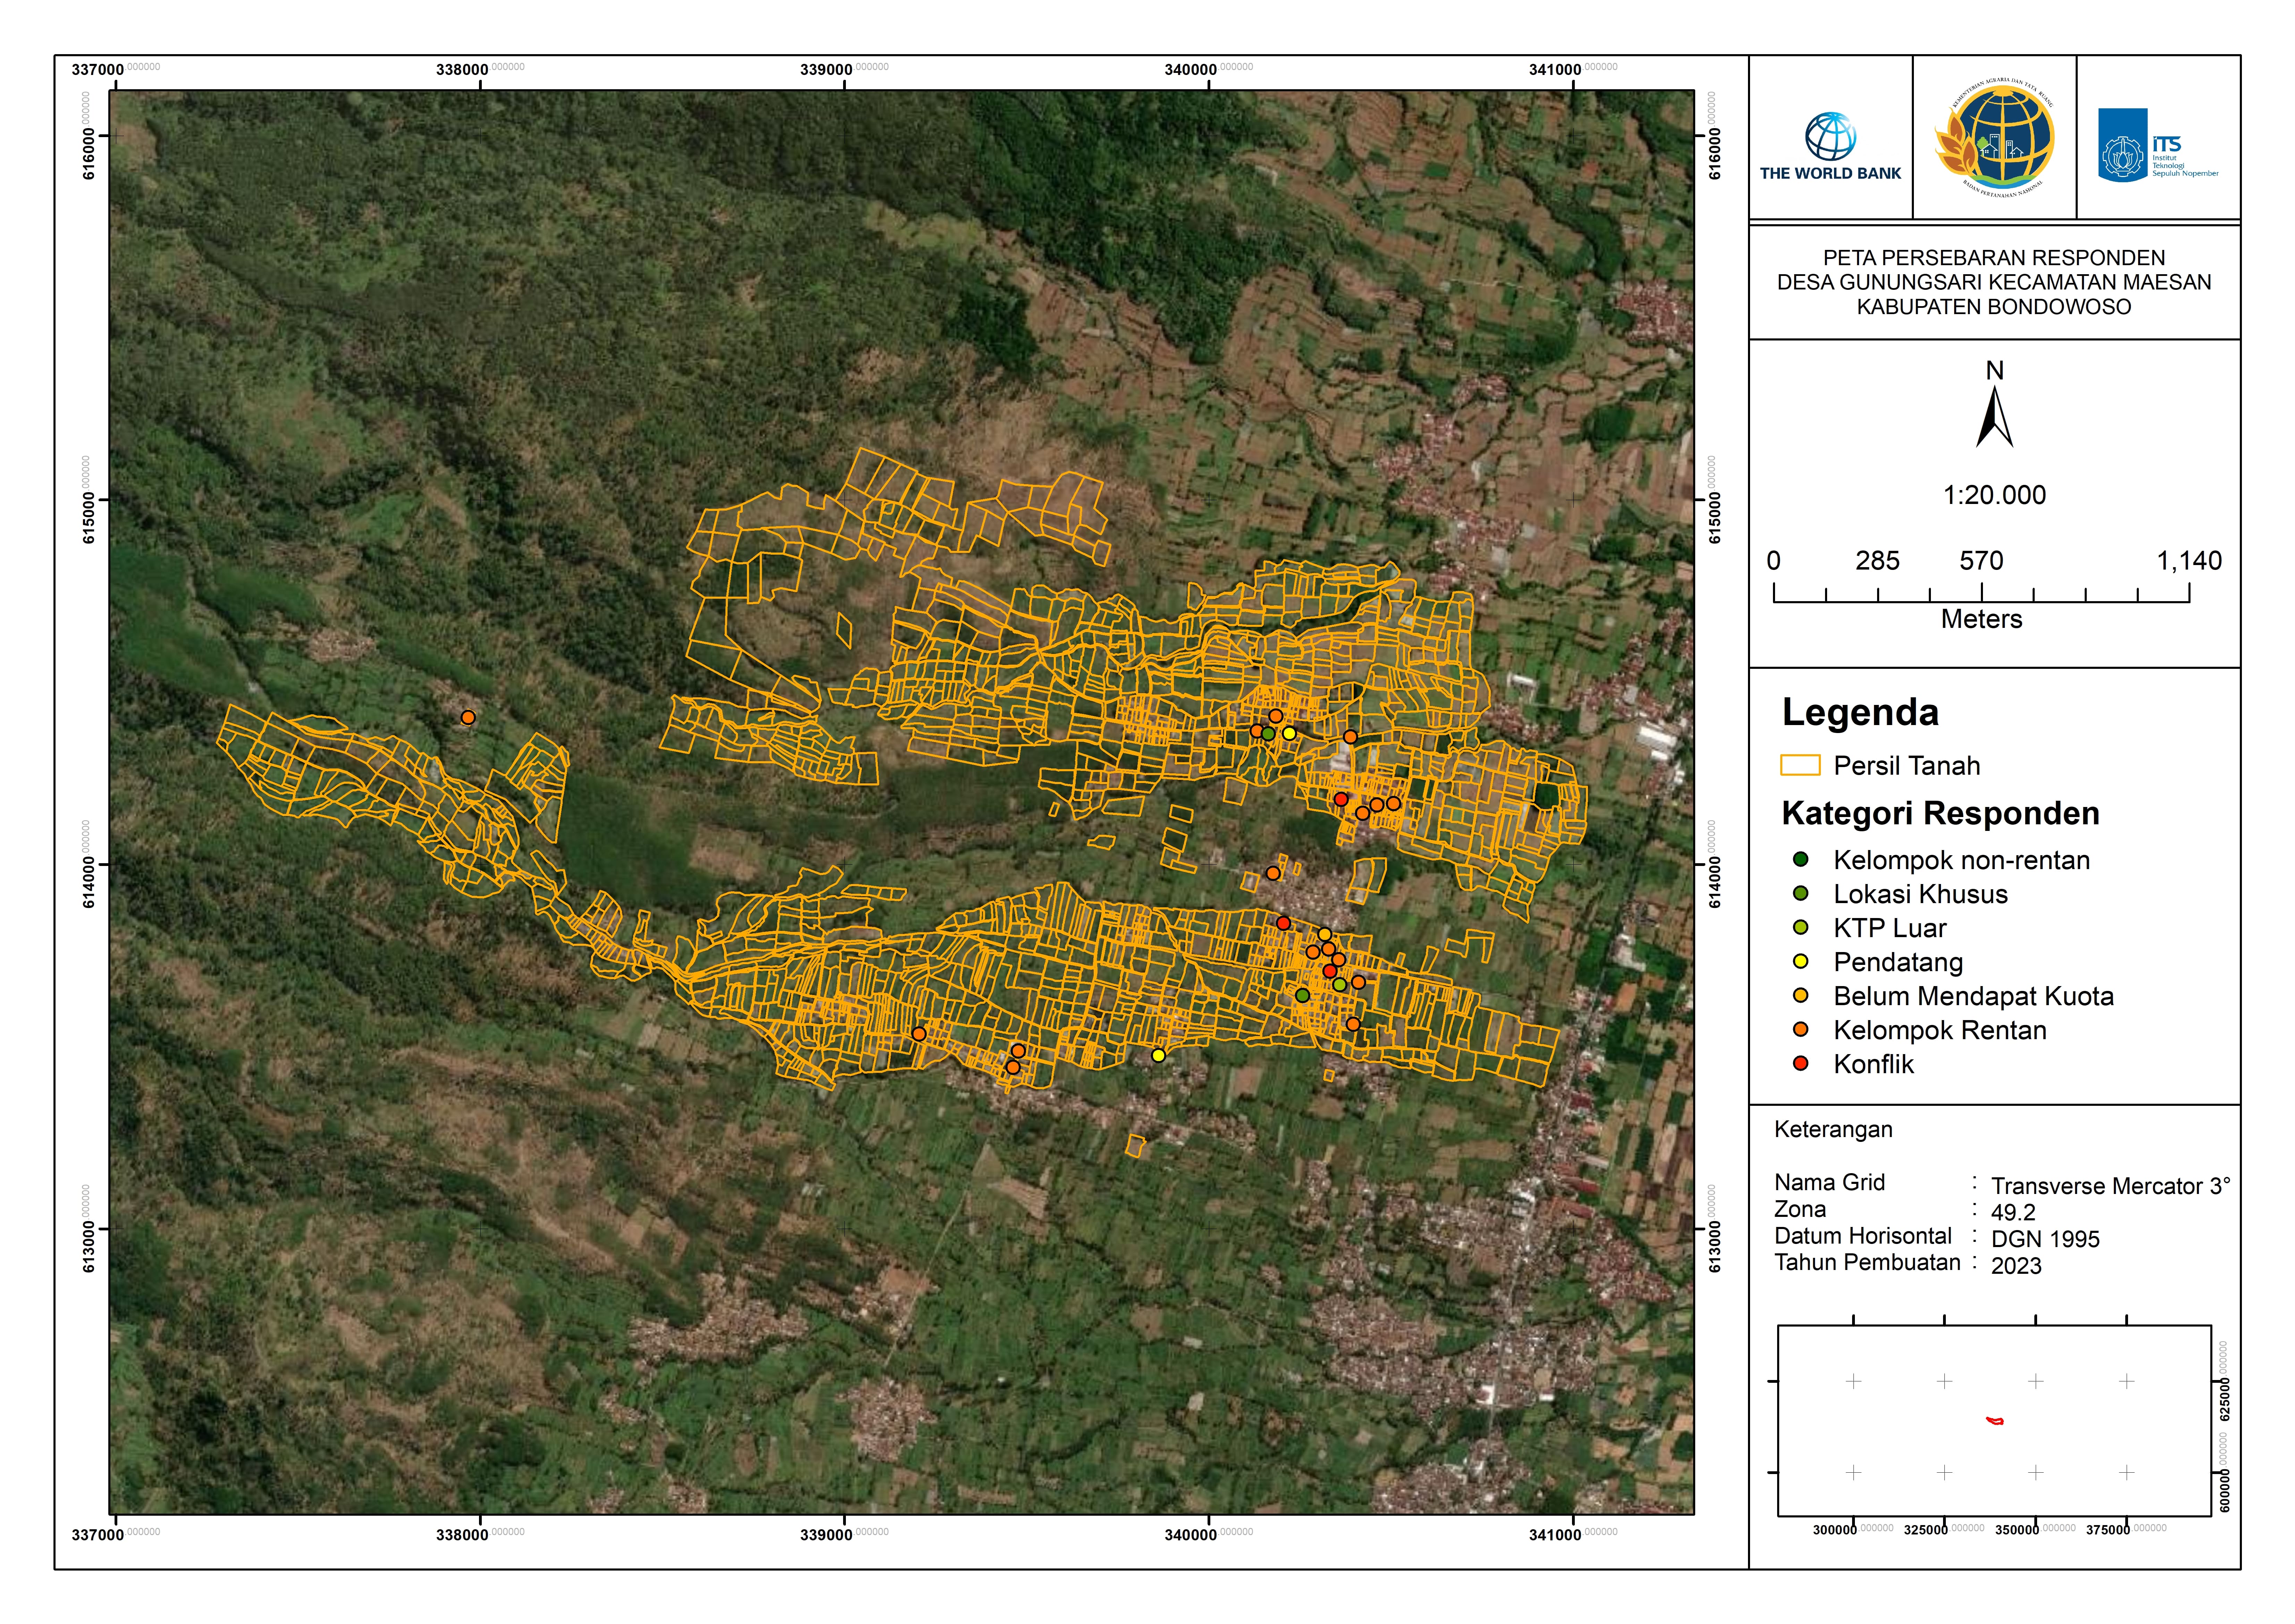 337000.000000 338000.000000 339000.000000 340000.000000 341000.000000
616000.000000
615000.000000
614000.000000
613000.000000
616000.000000
615000.000000
614000.000000
613000.000000
337000.000000 338000.000000 339000.000000 340000.000000 341000.000000
THE WORLD BANK
KEMENTERIAN AGRARIA DAN TATA RUANG
BADAN PERTANAHAN NASIONAL
ITS
Institut
Teknologi
Sepuluh Nopember
PETA PERSEBARAN RESPONDEN
DESA GUNUNGSARI KECAMATAN MAESAN
KABUPATEN BONDOWOSO
N
1:20.000
0 285 570 1,140
Meters
Legenda
Persil Tanah
Kategori Responden
Kelompok non-rentan
Lokasi Khusus
KTP Luar
Pendatang
Belum Mendapat Kuota
Kelompok Rentan
Konflik
Keterangan
Nama Grid : Transverse Mercator 3°
Zona : 49.2
Datum Horisontal : DGN 1995
Tahun Pembuatan : 2023
625000.000000
600000.000000
300000.000000 325000.000000 350000.000000 375000.000000